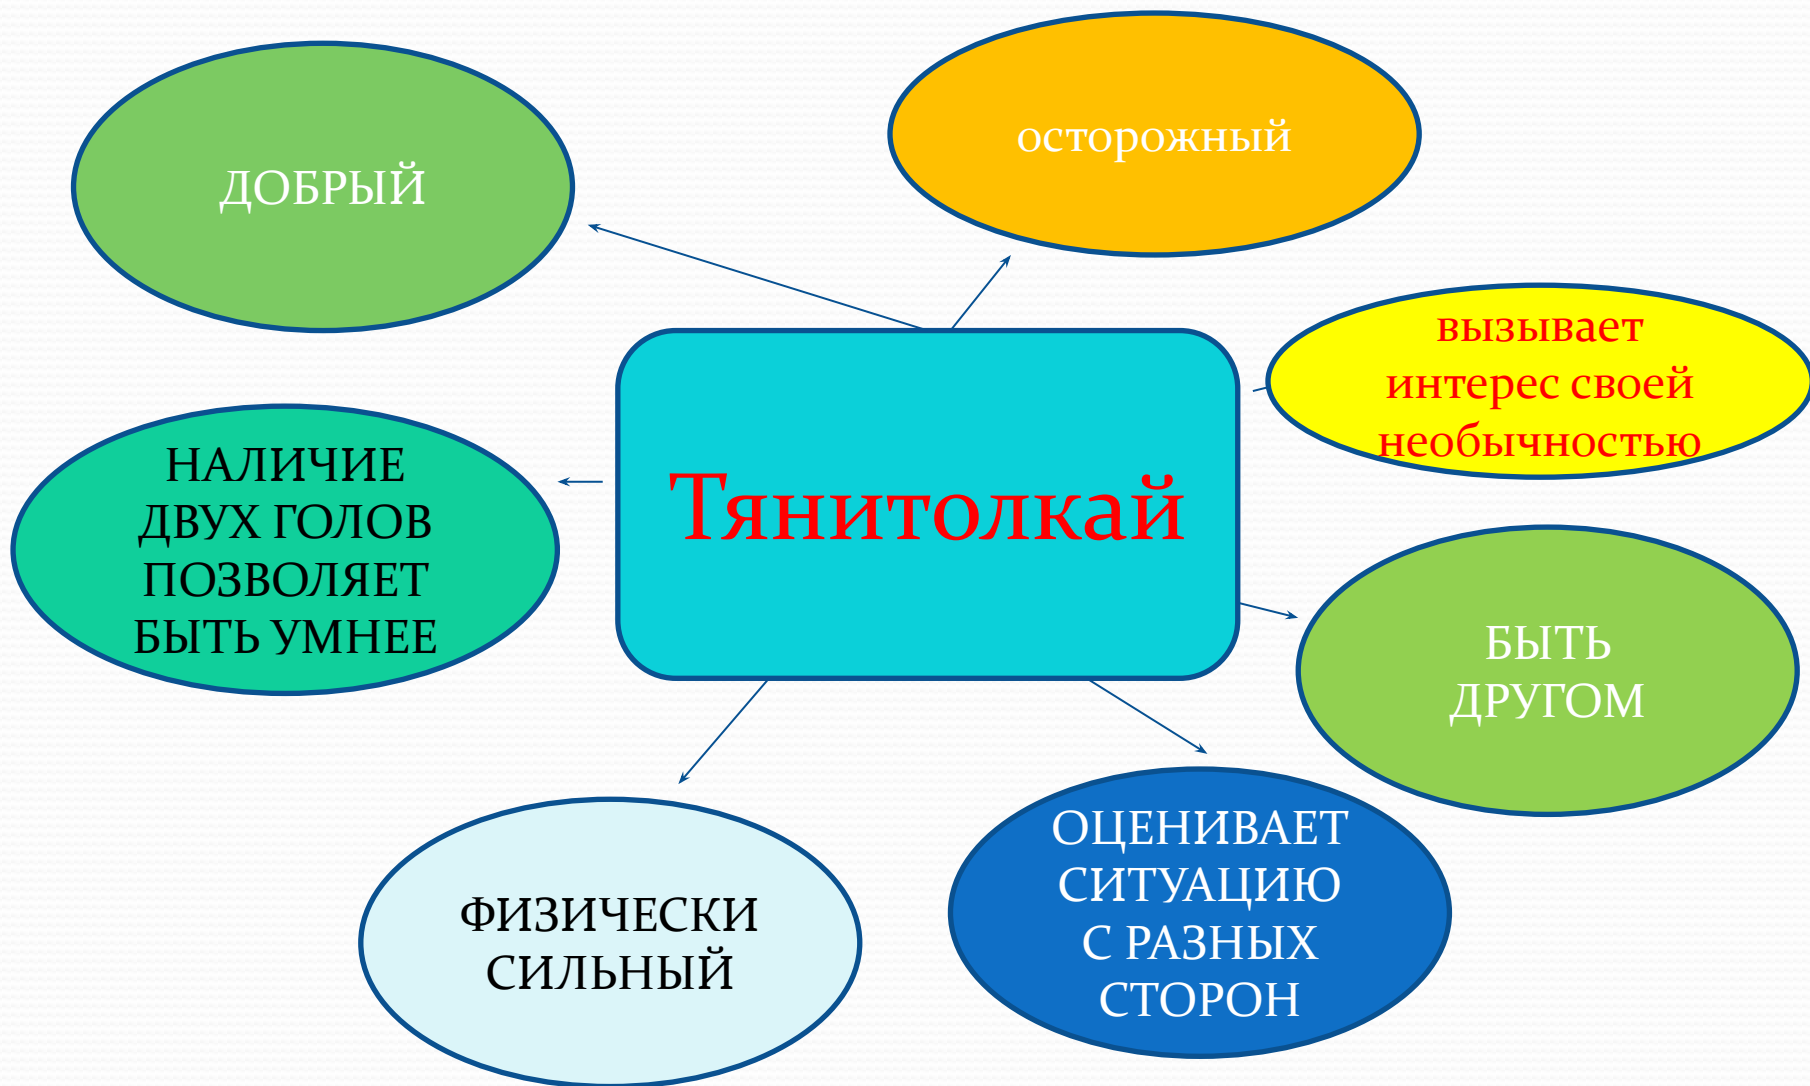 ДОБРЫЙ
осторожный
вызывает
интерес своей
необычностью
НАЛИЧИЕ
ДВУХ ГОЛОВ
ПОЗВОЛЯЕТ
БЫТЬ УМНЕЕ
Тянитолкай
БЫТЬ
ДРУГОМ
ФИЗИЧЕСКИ
СИЛЬНЫЙ
ОЦЕНИВАЕТ
СИТУАЦИЮ
С РАЗНЫХ
СТОРОН